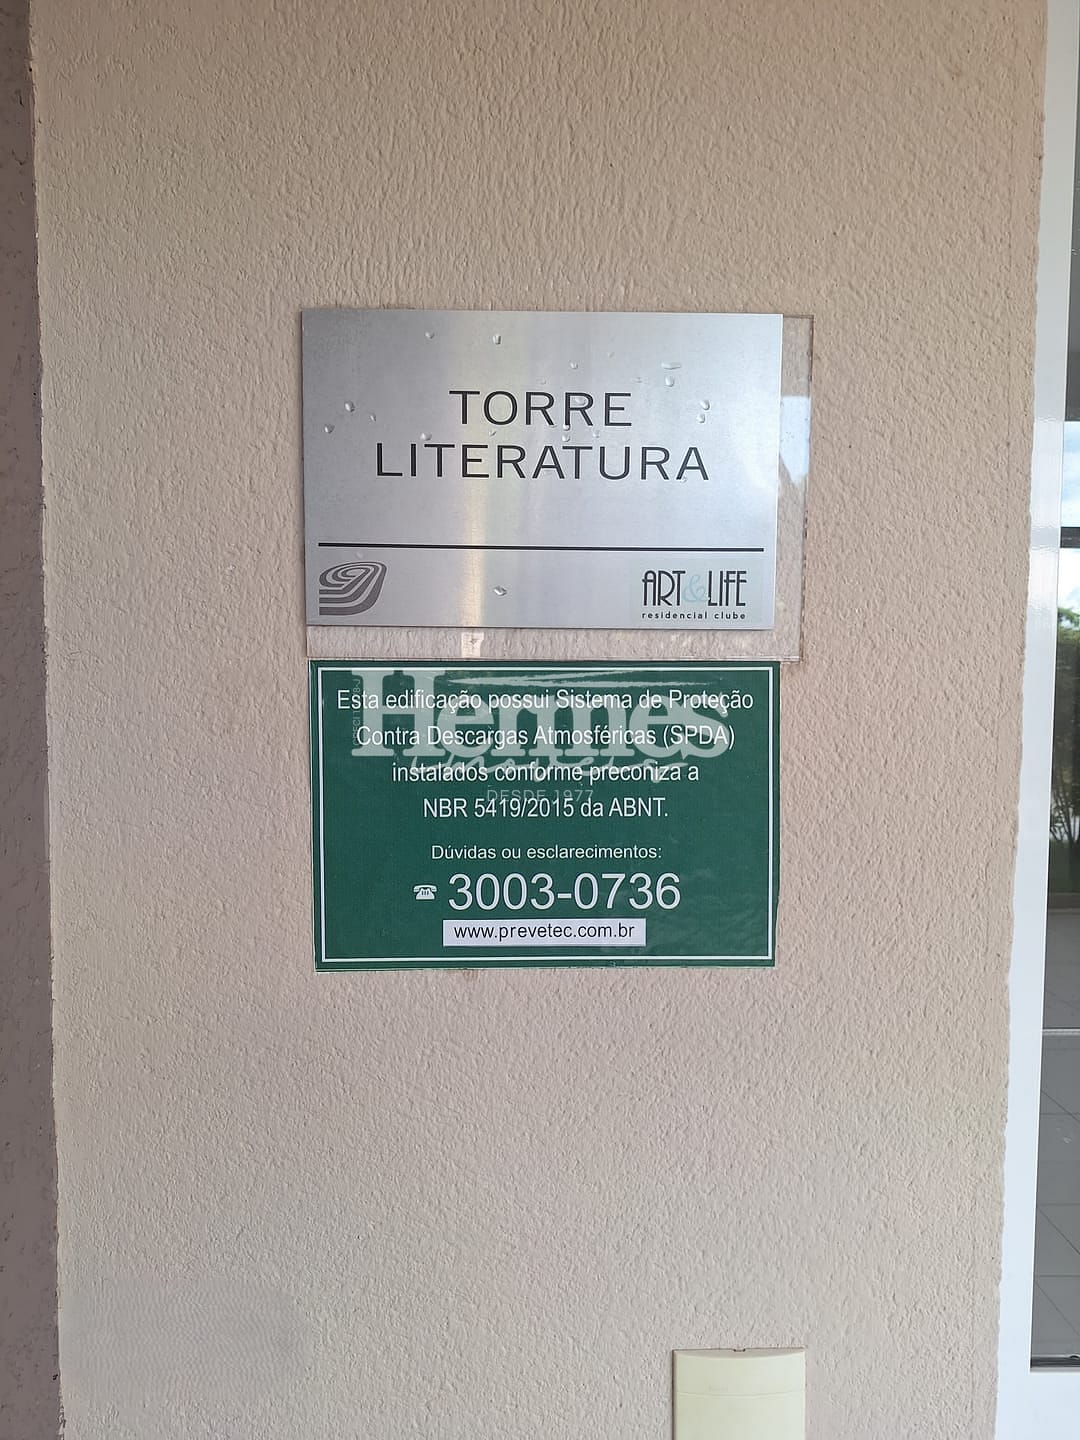 TORRE
LITERATURA
ART&LIFE
residencial clube
Esta edificação possui Sistema de Proteção
Contra Descargas Atmosféricas (SPDA)
instalados conforme preconiza a
NBR 5419/2015 da ABNT.
Dúvidas ou esclarecimentos:
☎ 3003-0736
www.prevetec.com.br
Hermes
DESDE 1977